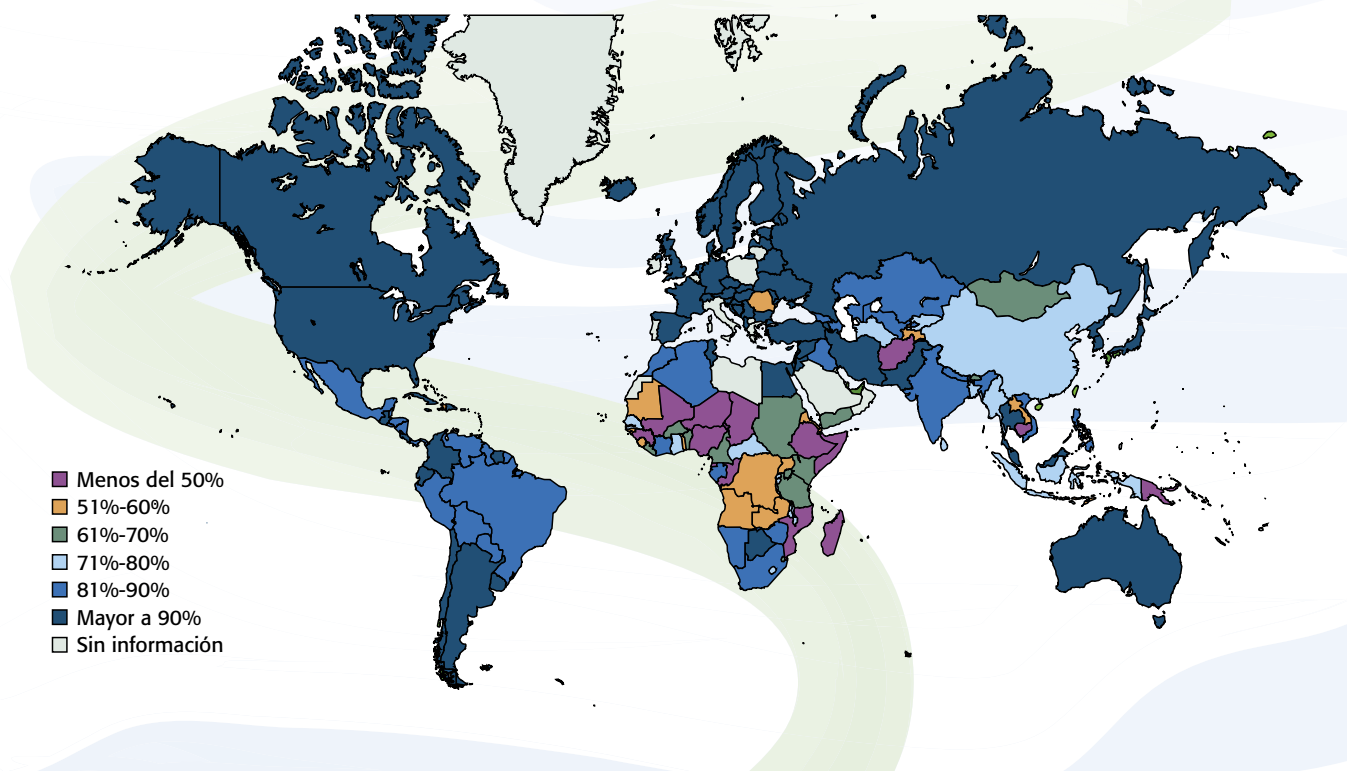 Menos del 50%
51%-60%
61%-70%
71%-80%
81%-90%
Mayor a 90%
Sin información